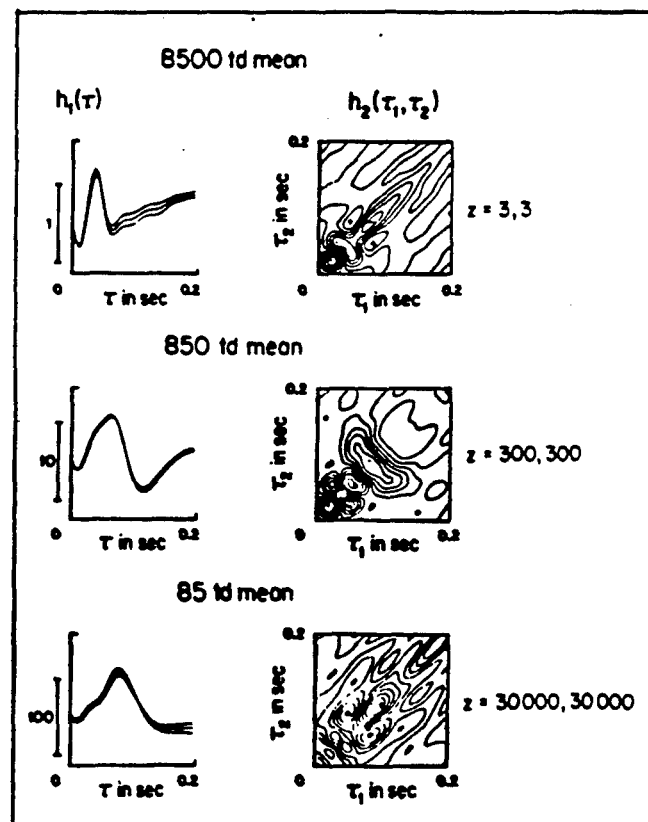 8500 td mean
h₁(τ) h₂(τ₁,τ₂)
1
0 τ in sec 0.2
0.2
τ₂ in sec
0 τ₁ in sec 0.2
z = 3,3
850 td mean
10
0 τ in sec 0.2
0.2
τ₂ in sec
0 τ₁ in sec 0.2
z = 300,300
85 td mean
100
0 τ in sec 0.2
0.2
τ₂ in sec
0 τ₁ in sec 0.2
z = 30000,30000